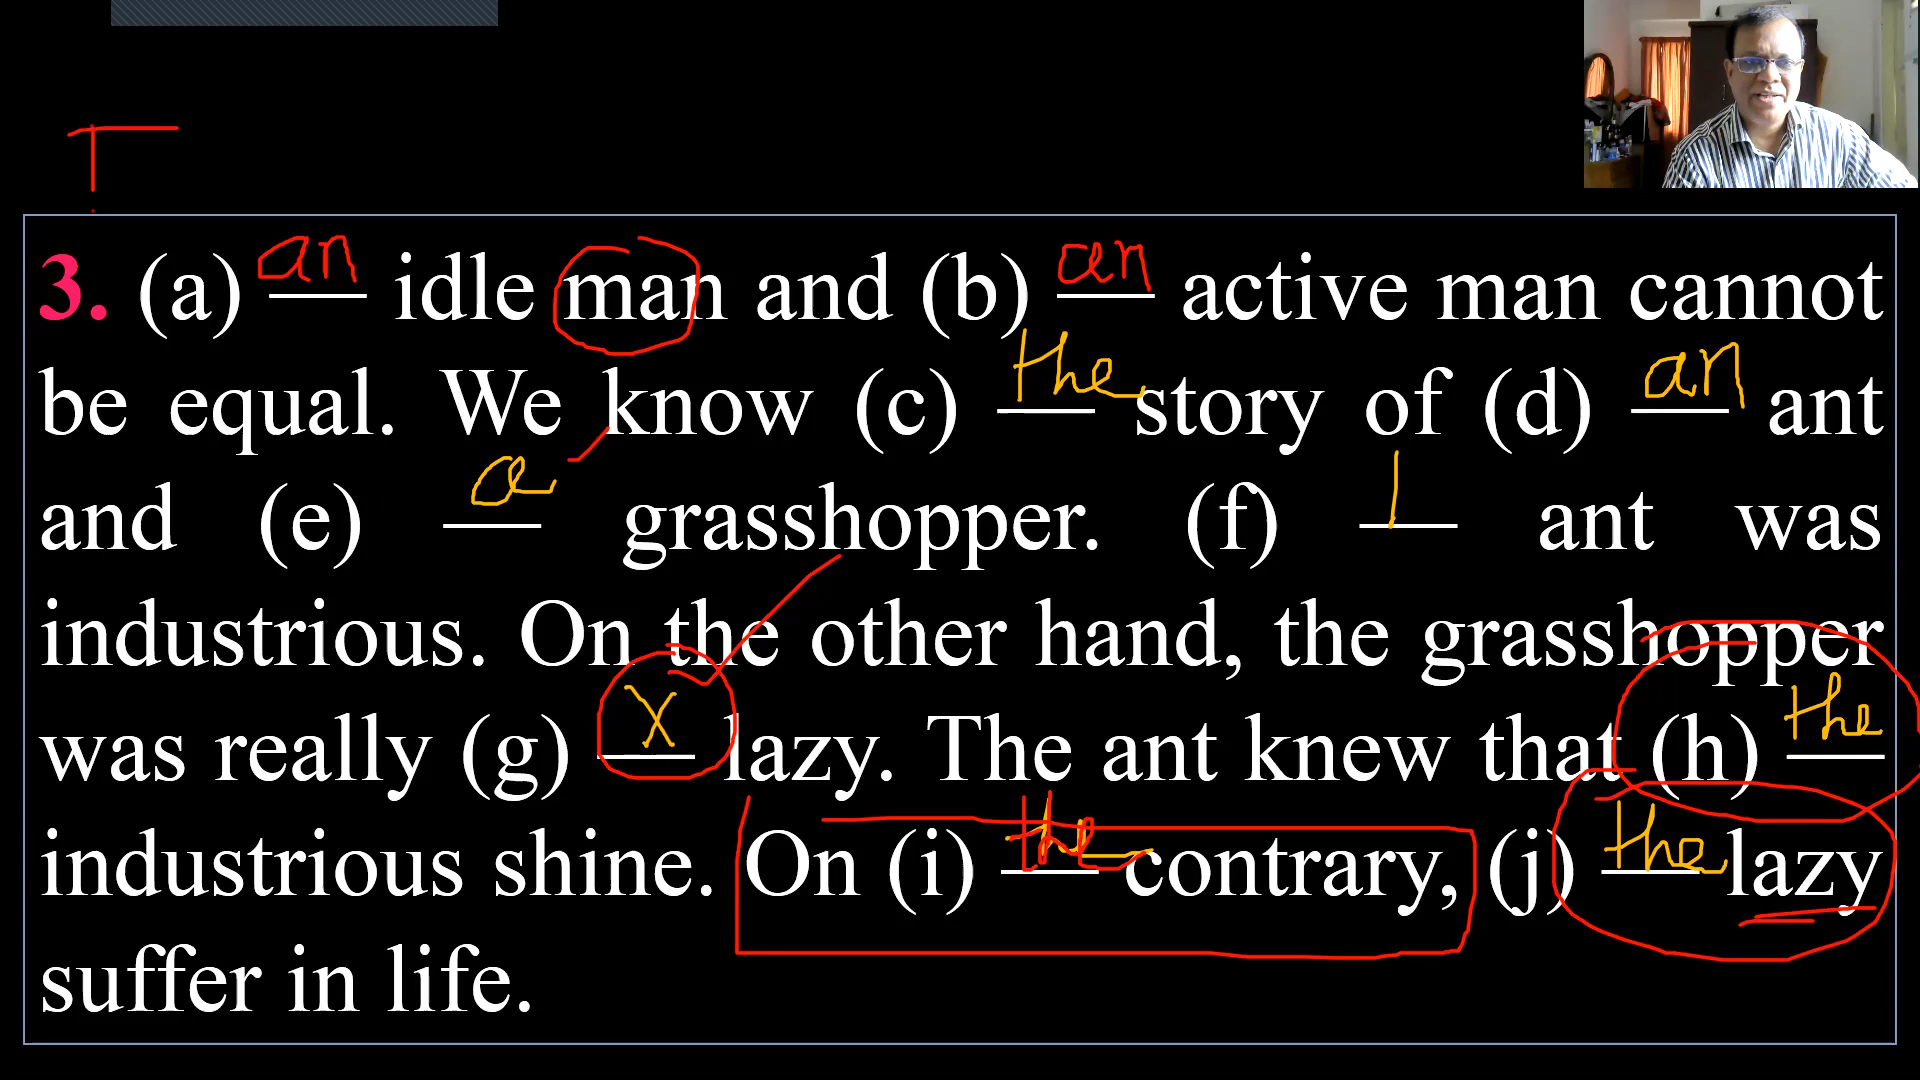 3. (a) an idle man and (b) an active man cannot
be equal. We know (c) the story of (d) an ant
and (e) a grasshopper. (f) ___ ant was
industrious. On the other hand, the grasshopper
was really (g) X lazy. The ant knew that (h) the
industrious shine. On (i) the contrary, (j) the lazy
suffer in life.